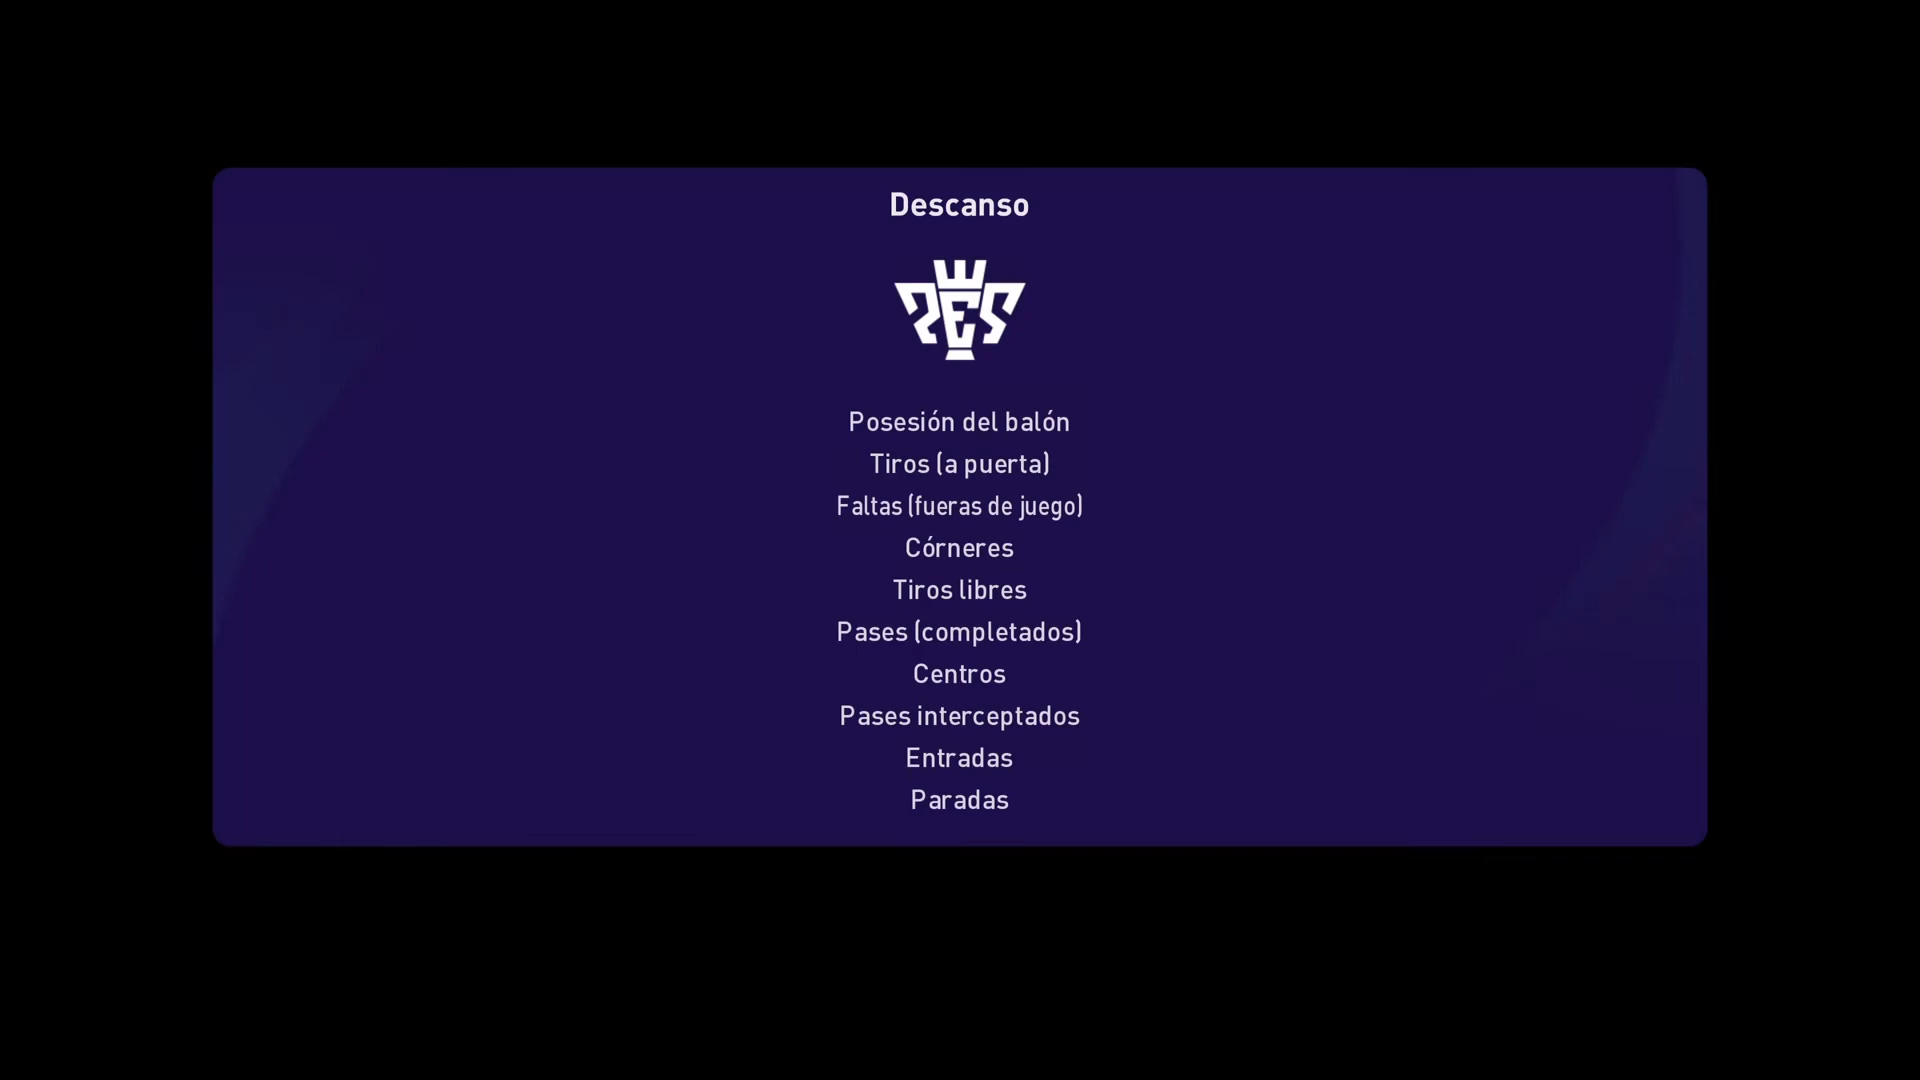 Descanso
PES
Posesión del balón
Tiros (a puerta)
Faltas (fueras de juego)
Córneres
Tiros libres
Pases (completados)
Centros
Pases interceptados
Entradas
Paradas